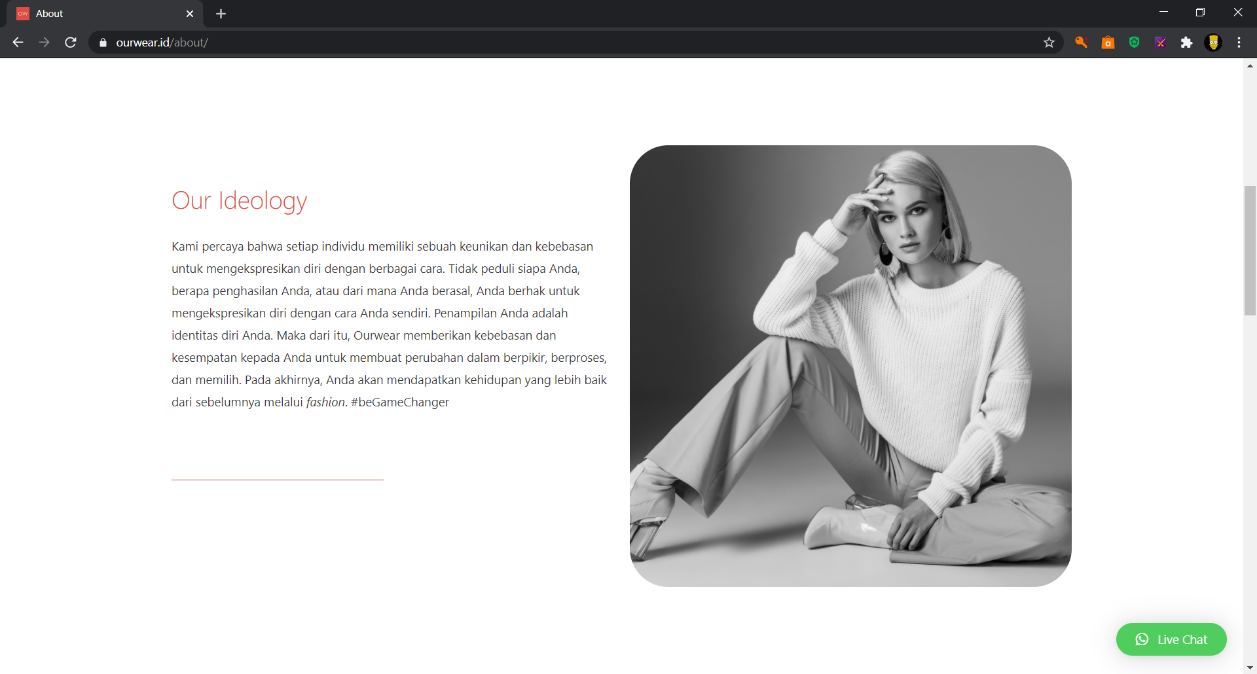 OW About
ourwear.id/about/
Our Ideology
Kami percaya bahwa setiap individu memiliki sebuah keunikan dan kebebasan
untuk mengekspresikan diri dengan berbagai cara. Tidak peduli siapa Anda,
berapa penghasilan Anda, atau dari mana Anda berasal, Anda berhak untuk
mengekspresikan diri dengan cara Anda sendiri. Penampilan Anda adalah
identitas diri Anda. Maka dari itu, Ourwear memberikan kebebasan dan
kesempatan kepada Anda untuk membuat perubahan dalam berpikir, berproses,
dan memilih. Pada akhirnya, Anda akan mendapatkan kehidupan yang lebih baik
dari sebelumnya melalui fashion. #beGameChanger
Live Chat